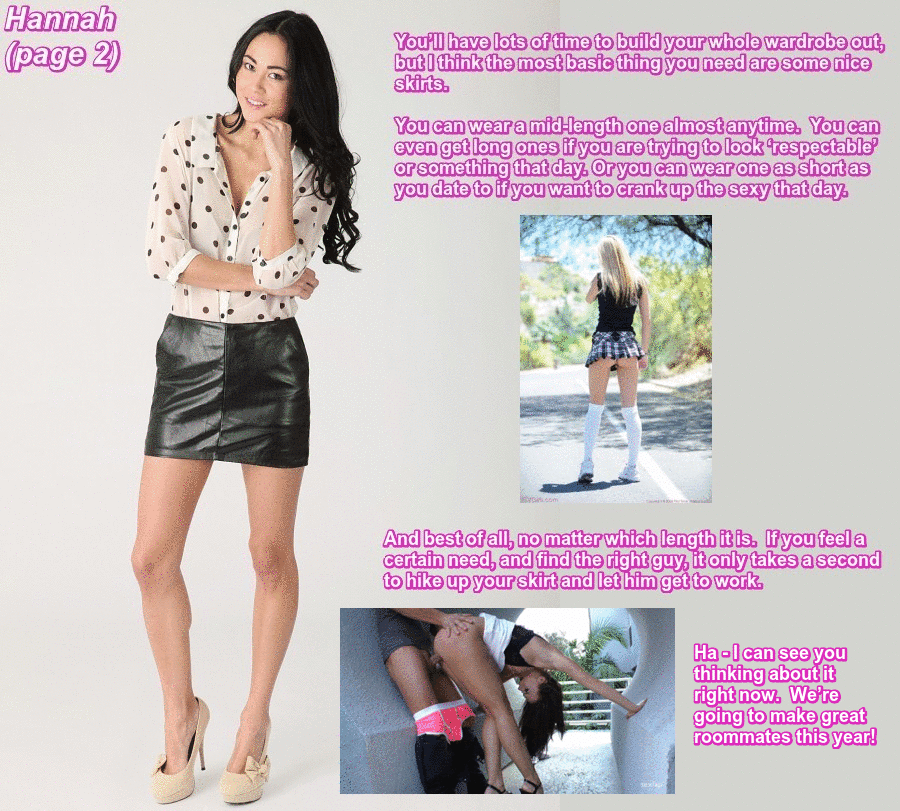 Hannah
(page 2)
You'll have lots of time to build your whole wardrobe out,
but I think the most basic thing you need are some nice
skirts.
You can wear a mid-length one almost anytime. You can
even get long ones if you are trying to look 'respectable'
or something that day. Or you can wear one as short as
you date to if you want to crank up the sexy that day.
And best of all, no matter which length it is. If you feel a
certain need, and find the right guy, it only takes a second
to hike up your skirt and let him get to work.
Ha - I can see you
thinking about it
right now. We're
going to make great
roommates this year!